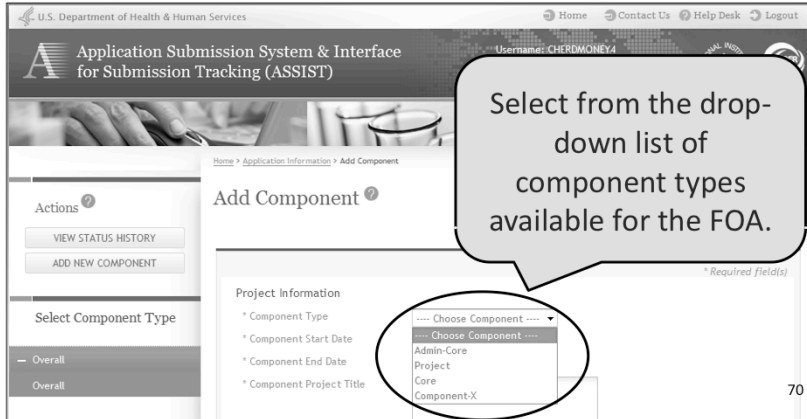 U.S. Department of Health & Human Services
Home Contact Us Help Desk Logout
Application Submission System & Interface
for Submission Tracking (ASSIST)
Username: CHERDMONEY4
Select from the drop-
down list of
component types
available for the FOA.
Home > Application Information > Add Component
Actions
Add Component
VIEW STATUS HISTORY
ADD NEW COMPONENT
* Required field(s)
Project Information
Select Component Type
* Component Type
---- Choose Component ----
* Component Start Date
---- Choose Component ----
Admin-Core
— Overall
* Component End Date
Project
Overall
* Component Project Title
Core
Component-X
70